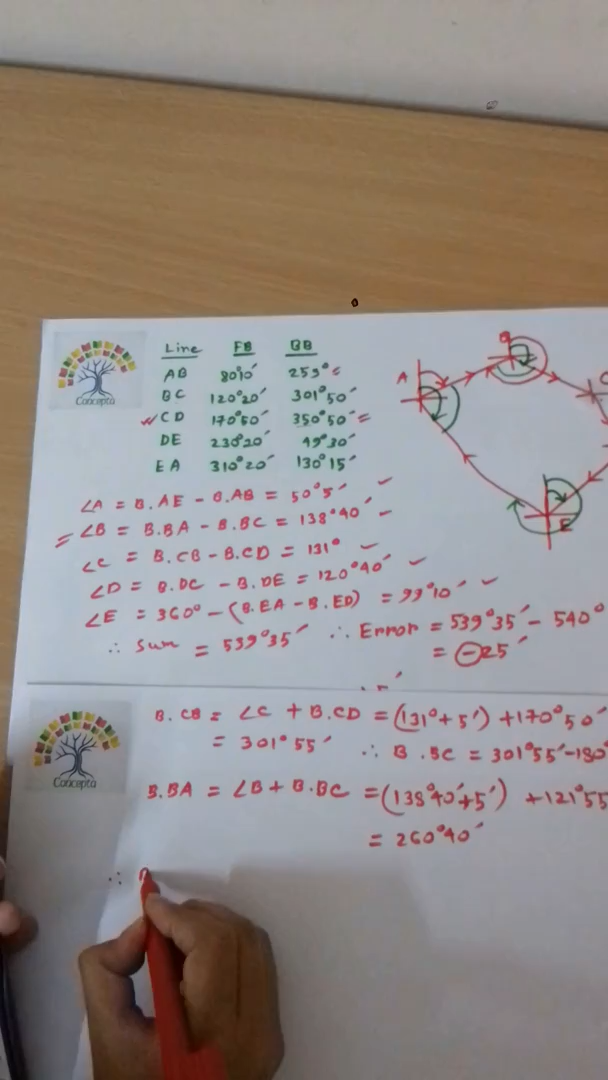 Line FB BB
AB 80°10′ 259°
BC 120°20′ 301°50′
CD 170°50′ 350°50′
DE 230°20′ 49°30′
EA 310°20′ 130°15′
A B C E
Concepta
∠A = B.AE - B.AB = 50°5′
∠B = B.BA - B.BC = 138°40′
∠C = B.CB - B.CD = 131°
∠D = B.DC - B.DE = 120°40′
∠E = 360° - (B.EA - B.ED) = 99°10′
∴ Sum = 539°35′ ∴ Error = 539°35′ - 540°
= -25′
B.CB = ∠C + B.CD = (131°+5′) + 170°50′
= 301°55′ ∴ B.BC = 301°55′-180°
Concepta
B.BA = ∠B + B.BC = (138°40′+5′) + 121°55
= 260°40′
∴